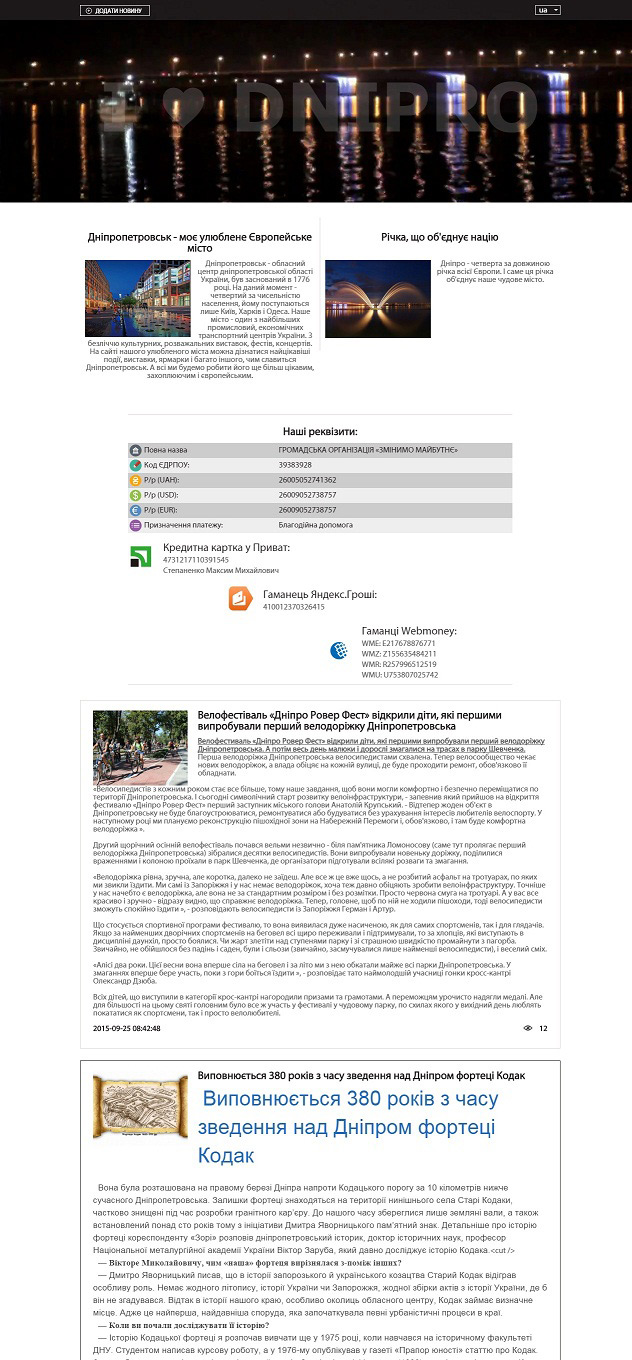 ДОДАТИ НОВИНУ
ua
I ♥ DNIPRO
Дніпропетровськ - моє улюблене Європейське
місто
Дніпропетровськ - обласний
центр дніпропетровської області
України, був заснований в 1776
році. На даний момент -
четвертий за чисельністю
населення, йому поступаються
лише Київ, Харків і Одеса. Наше
місто - один з найбільших
промисловий, економічних
транспортний центрів України. З
безліччю культурних, розважальних виставок, фестів, концертів.
На сайті нашого улюбленого міста можна дізнатися найцікавіші
події, виставки, ярмарки і багато іншого, чим славиться
Дніпропетровськ. А всі ми будемо робити його ще більш цікавим,
захоплюючим і європейським.
Річка, що об'єднує націю
Дніпро - четверта за довжиною
річка всієї Європи. І саме ця річка
об'єднує наше чудове місто.
Наші реквізити:
Повна назва ГРОМАДСЬКА ОРГАНІЗАЦІЯ «ЗМІНИМО МАЙБУТНЄ»
Код ЄДРПОУ: 39383928
Р/р (UAH): 26005052741362
Р/р (USD): 26009052738757
Р/р (EUR): 26009052738757
Призначення платежу: Благодійна допомога
Кредитна картка у Приват:
4731217110391545
Степаненко Максим Михайлович
Гаманець Яндекс.Гроші:
410012370326415
Гаманці Webmoney:
WME: E217678876771
WMZ: Z155635484211
WMR: R257996512519
WMU: U753807025742
Велофестіваль «Дніпро Ровер Фест» відкрили діти, які першими
випробували перший велодоріжку Дніпропетровська
Велофестиваль «Дніпро Ровер Фест» відкрили діти, які першими випробували перший велодоріжку
Дніпропетровська. А потім весь день малюки і дорослі змагалися на трасах в парку Шевченка.
Перша велодоріжка Дніпропетровська велосипедистами схвалена. Тепер велосообщество чекає
нових велодоріжок, а влада обіцяє на кожній вулиці, де буде проходити ремонт, обов'язково її
обладнати.
«Велосипедистів з кожним роком стає все більше, тому наше завдання, щоб вони могли комфортно і безпечно переміщатися по
території Дніпропетровська. І сьогодні символічний старт розвитку велоінфраструктури, - запевнив який прийшов на відкриття
фестивалю «Дніпро Ровер Фест» перший заступник міського голови Анатолій Крупський. - Відтепер жоден об'єкт в
Дніпропетровську не буде благоустроюватися, ремонтуватися або будуватися без урахування интересів любителів велоспорту. У
наступному році ми плануємо реконструкцію пішохідної зони на Набережній Перемоги і, обов'язково, і там буде комфортна
велодоріжка ».
Другий щорічний осінній велофестіваль почався вельми незвично - біля пам'ятника Ломоносову (саме тут пролягає перший
велодоріжка Дніпропетровська) зібралися десятки велосипедистів. Вони випробували новеньку доріжку, поділилися
враженнями і колоною проїхали в парк Шевченка, де організатори підготували всілякі розваги та змагання.
«Велодоріжка рівна, зручна, але коротка, далеко не заїдеш. Але все ж це вже щось, а не розбитий асфальт на тротуарах, по яких
ми звикли їздити. Ми самі із Запоріжжя і у нас немає велодоріжок, хоча теж давно обіцяють зробити велоінфраструктуру. Точніше
у нас начебто є велодоріжка, але вона не за стандартним розміром і без розмітки. Просто червона смуга на тротуарі. А у вас все
красиво і зручно - відразу видно, що справжнє велодоріжка. Тепер, головне, щоб по ній не ходили пішоходи, тоді велосипедисти
зможуть спокійно їздити », - розповідають велосипедисти із Запоріжжя Герман і Артур.
Що стосується спортивної програми фестивалю, то вона виявилася дуже насиченою, як для самих спортсменів, так і для глядачів.
Якщо за найменших дворічних спортсменів на беговел всі щиро переживали і підтримували, то за хлопців, які виступають в
дисципліні даунхіл, просто боялися. Чи жарт злетіти над ступенями парку і зі страшною швидкістю промайнути з пагорба.
Звичайно, не обійшлося без падінь і саден, були і сльози (звичайно, засмучувалися лише найменші велосипедисти), і веселий сміх.
«Алісі два роки. Цієї весни вона вперше сіла на беговел і за літо ми з нею обкатали майже всі парки Дніпропетровська. У
змаганнях вперше бере участь, поки з гори боїться їздити », - розповідає тато наймолодшій учасниці гонки кросс-кантрі
Олександр Дзюба.
Всіх дітей, що виступили в категорії крос-кантрі нагородили призами та грамотами. А переможцям урочисто надягли медалі. Але
для більшості на цьому святі головним було все ж участь у фестивалі у чудовому парку, по схилах якого у вихідний день люблять
покататися як спортсмени, так і просто велолюбителі.
2015-09-25 08:42:48 12
Виповнюється 380 років з часу зведення над Дніпром фортеці Кодак
Виповнюється 380 років з часу
зведення над Дніпром фортеці
Кодак
Вона була розташована на правому березі Дніпра напроти Кодацького порогу за 10 кілометрів нижче
сучасного Дніпропетровська. Залишки фортеці знаходяться на території нинішнього села Старі Кодаки,
частково знищені під час розробки гранітного кар'єру. До нашого часу збереглися лише земляні вали, а також
встановлений понад сто років тому з ініціативи Дмитра Яворницького пам'ятний знак. Детальніше про історію
фортеці кореспонденту «Зорі» розповів дніпропетровський історик, доктор історичних наук, професор
Національної металургійної академії України Віктор Заруба, який давно досліджує історію Кодака.<cut />
— Вікторе Миколайовичу, чим «наша» фортеця вирізнялася з-поміж інших?
— Дмитро Яворницький писав, що в історії запорозького й українського козацтва Старий Кодак відіграв
особливу роль. Немає жодного літопису, історії України чи Запорожжя, жодної збірки актів з історії України, де б
він не згадувався. Відтак в історії нашого краю, особливо околиць обласного центру, Кодак займає визначне
місце. Адже це найперша, найдавніша споруда, яка започаткувала певні урбаністичні процеси в краї.
— Коли ви почали досліджувати її історію?
— Історію Кодацької фортеці я розпочав вивчати ще у 1975 році, коли навчався на історичному факультеті
ДНУ. Студентом написав курсову роботу, а у 1976-му опублікував у газеті «Прапор юності» статтю про Кодак.